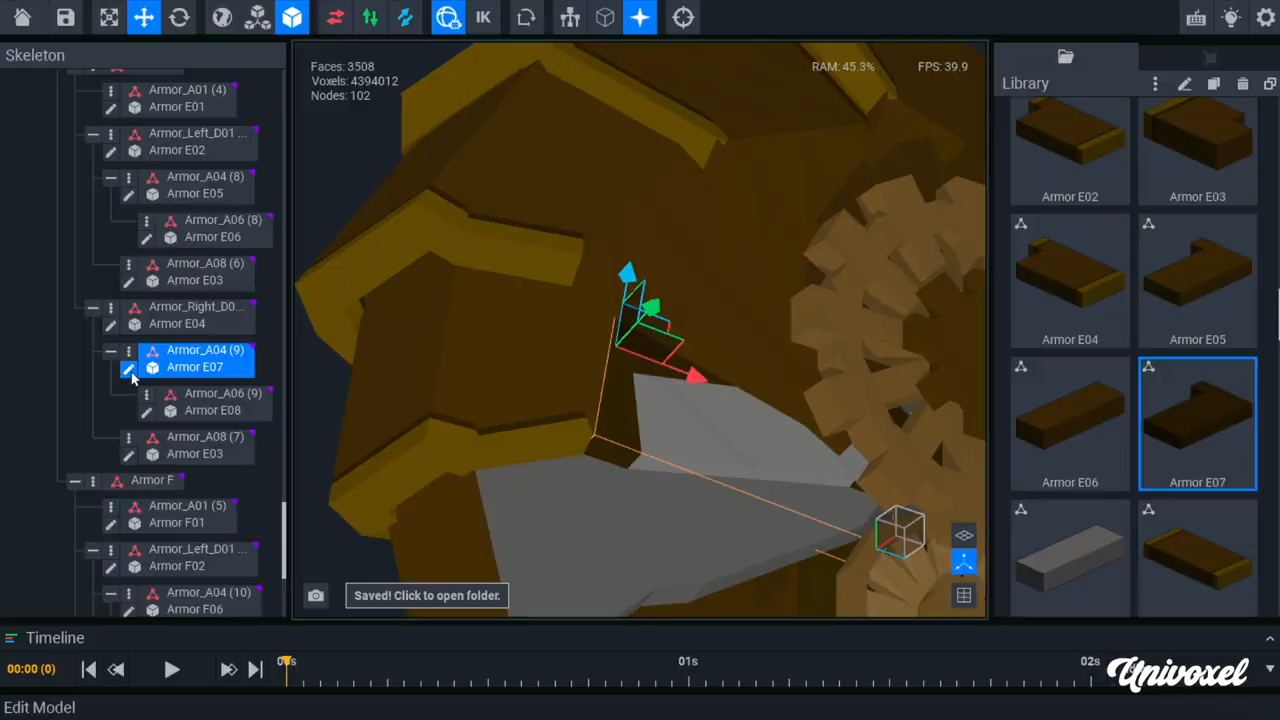 IK
Skeleton
Armor_A01 (4)
Armor E01
Armor_Left_D01 ...
Armor E02
Armor_A04 (8)
Armor E05
Armor_A06 (8)
Armor E06
Armor_A08 (6)
Armor E03
Armor_Right_D0...
Armor E04
Armor_A04 (9)
Armor E07
Armor_A06 (9)
Armor E08
Armor_A08 (7)
Armor E03
Armor F
Armor_A01 (5)
Armor F01
Armor_Left_D01 ...
Armor F02
Armor_A04 (10)
Armor F06
Faces: 3508
Voxels: 4394012
Nodes: 102
RAM: 45.3%
FPS: 39.9
Saved! Click to open folder.
Library
Armor E02
Armor E03
Armor E04
Armor E05
Armor E06
Armor E07
Timeline
00:00 (0)
00s
01s
02s
Univoxel
Edit Model